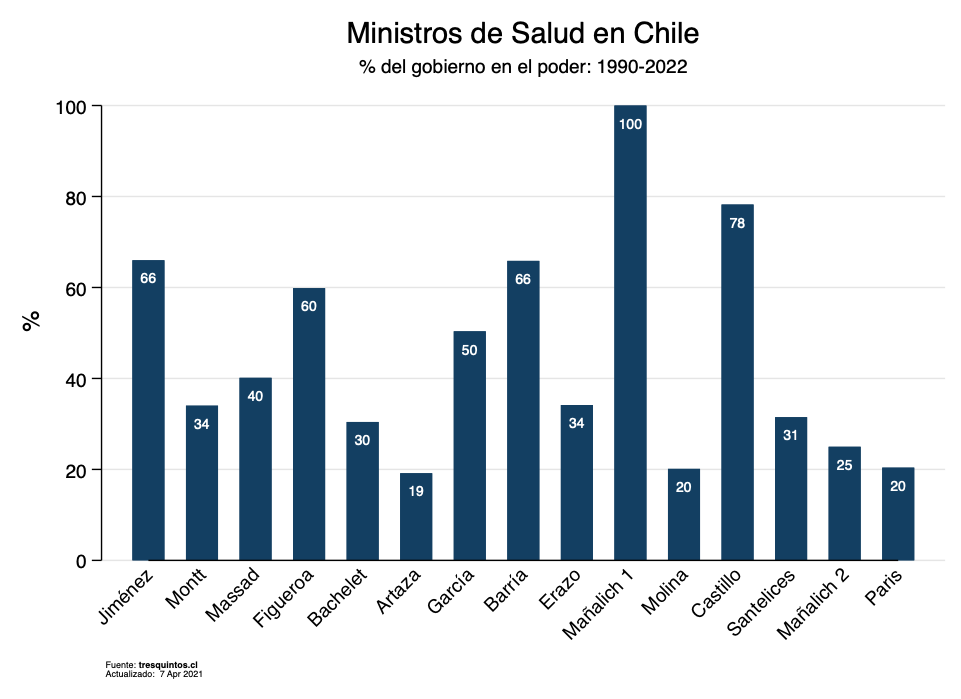 Ministros de Salud en Chile
% del gobierno en el poder: 1990-2022
%
100
80
60
40
20
0
66
34
40
60
30
19
50
66
34
100
20
78
31
25
20
Jiménez
Montt
Massad
Figueroa
Bachelet
Artaza
García
Barría
Erazo
Mañalich 1
Molina
Castillo
Santelices
Mañalich 2
Paris
Fuente: tresquintos.cl
Actualizado: 7 Apr 2021